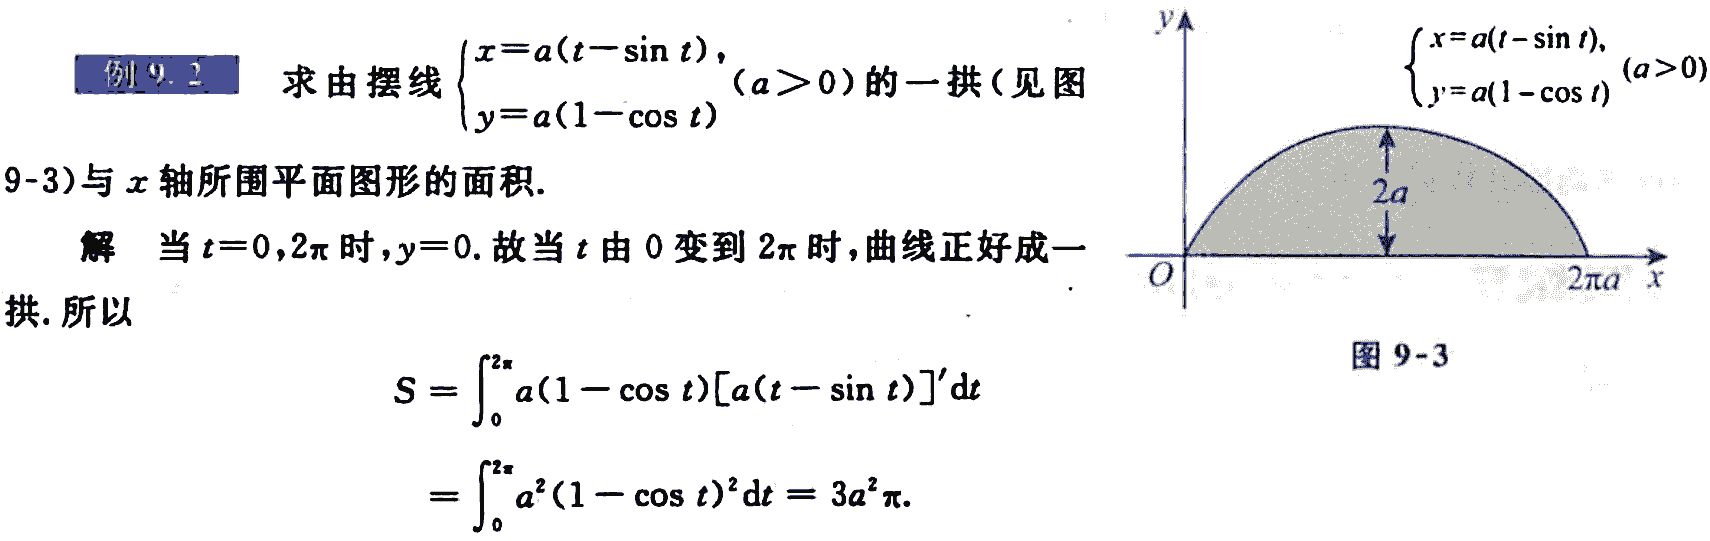 例 9.2 求由摆线{x=a(t−sin t), y=a(1−cos t) (a>0)的一拱(见图
9-3)与 x 轴所围平面图形的面积.
解 当 t=0,2π 时,y=0.故当 t 由 0 变到 2π 时,曲线正好成一
拱.所以
S = ∫₀^{2π} a(1−cos t)[a(t−sin t)]′dt
= ∫₀^{2π} a²(1−cos t)²dt = 3a²π.
y
{x=a(t−sin t), y=a(1−cos t) (a>0)
2a
O
2πa
x
图 9-3